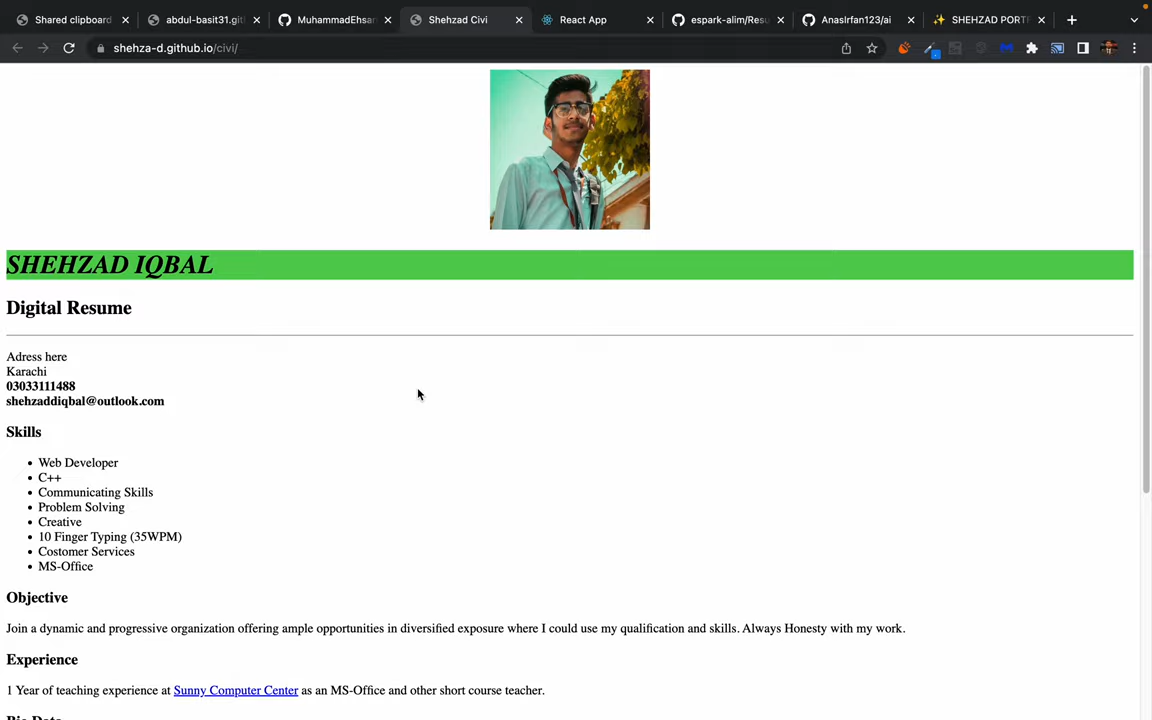 Shared clipboard
abdul-basit31.git
MuhammadEhsan
Shehzad Civi
React App
espark-alim/Resu
AnasIrfan123/ai
✨ SHEHZAD PORTF
shehza-d.github.io/civi/
SHEHZAD IQBAL
Digital Resume
Adress here
Karachi
03033111488
shehzaddiqbal@outlook.com
Skills
• Web Developer
• C++
• Communicating Skills
• Problem Solving
• Creative
• 10 Finger Typing (35WPM)
• Costomer Services
• MS-Office
Objective
Join a dynamic and progressive organization offering ample opportunities in diversified exposure where I could use my qualification and skills. Always Honesty with my work.
Experience
1 Year of teaching experience at Sunny Computer Center as an MS-Office and other short course teacher.
Bio Data